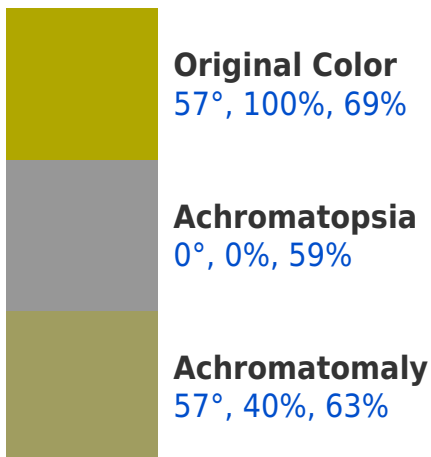 Original Color
57°, 100%, 69%
Achromatopsia
0°, 0%, 59%
Achromatomaly
57°, 40%, 63%